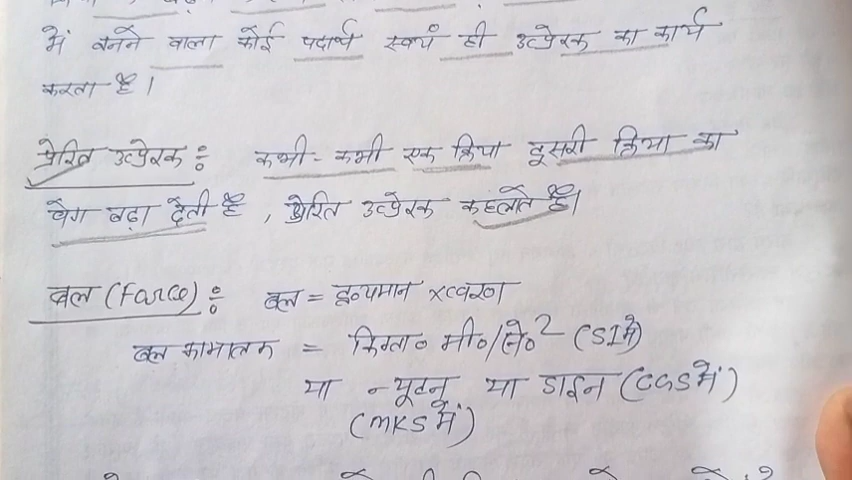 में बनने वाला कोई पदार्थ स्वयं ही उत्प्रेरक का कार्य
करता है।
प्रेरित उत्प्रेरक : कभी-कभी एक क्रिया दूसरी क्रिया का
वेग बढ़ा देती है, प्रेरित उत्प्रेरक कहलाते है।
बल (Force) : बल = द्रव्यमान × त्वरण
बल का मात्रक = किग्रा० मी०/से०² (SI में)
या न्यूटन या डाइन (CGS में)
(MKS में)